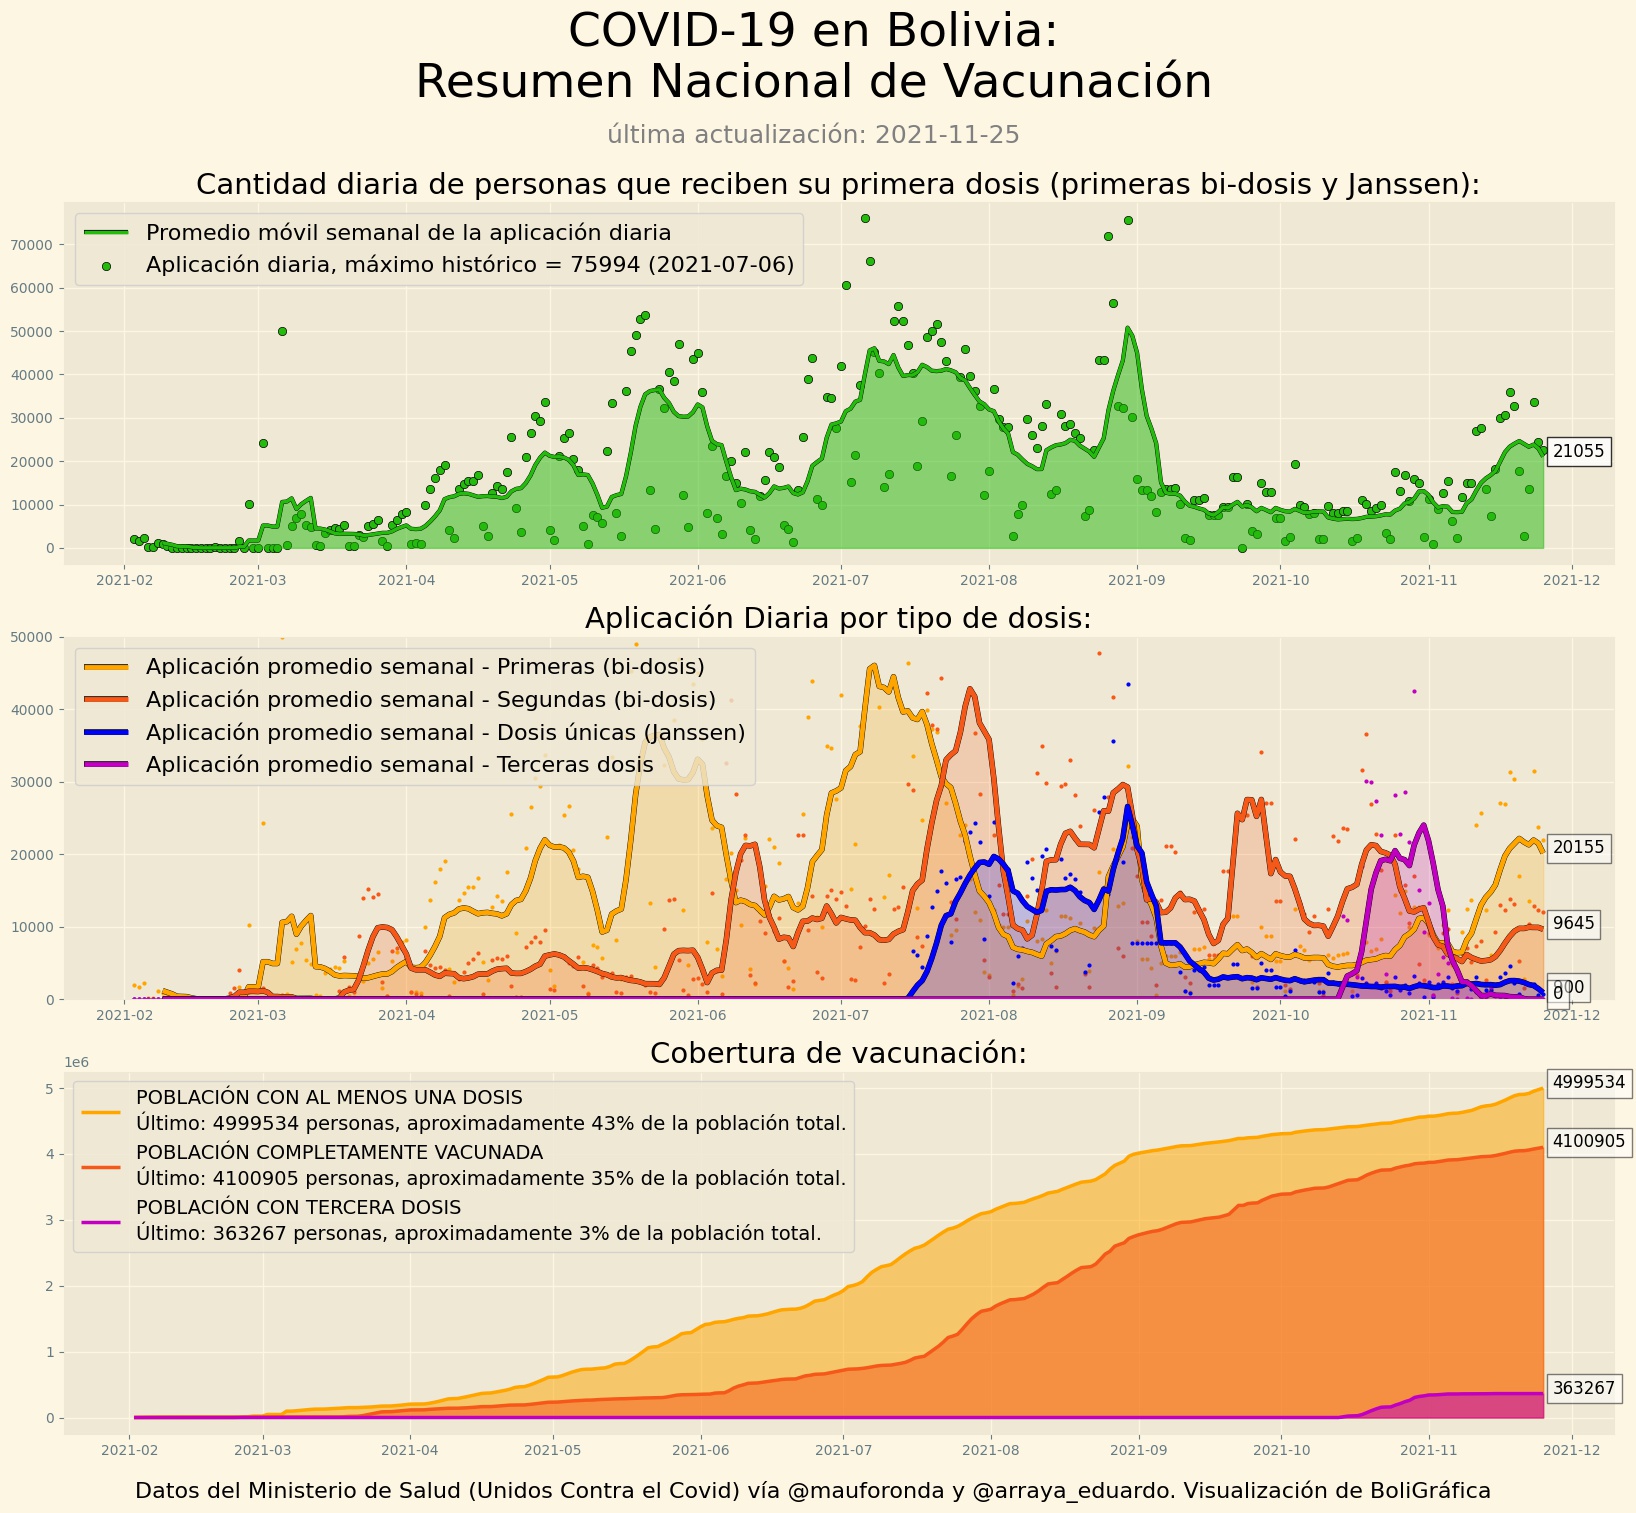 COVID-19 en Bolivia:
Resumen Nacional de Vacunación
última actualización: 2021-11-25
Cantidad diaria de personas que reciben su primera dosis (primeras bi-dosis y Janssen):
Promedio móvil semanal de la aplicación diaria
Aplicación diaria, máximo histórico = 75994 (2021-07-06)
70000
60000
50000
40000
30000
20000
10000
0
21055
2021-02 2021-03 2021-04 2021-05 2021-06 2021-07 2021-08 2021-09 2021-10 2021-11 2021-12
Aplicación Diaria por tipo de dosis:
Aplicación promedio semanal - Primeras (bi-dosis)
Aplicación promedio semanal - Segundas (bi-dosis)
Aplicación promedio semanal - Dosis únicas (Janssen)
Aplicación promedio semanal - Terceras dosis
50000
40000
30000
20000
10000
0
20155
9645
0
2021-02 2021-03 2021-04 2021-05 2021-06 2021-07 2021-08 2021-09 2021-10 2021-11 2021-12
Cobertura de vacunación:
1e6
POBLACIÓN CON AL MENOS UNA DOSIS
Último: 4999534 personas, aproximadamente 43% de la población total.
POBLACIÓN COMPLETAMENTE VACUNADA
Último: 4100905 personas, aproximadamente 35% de la población total.
POBLACIÓN CON TERCERA DOSIS
Último: 363267 personas, aproximadamente 3% de la población total.
5
4
3
2
1
0
4999534
4100905
363267
2021-02 2021-03 2021-04 2021-05 2021-06 2021-07 2021-08 2021-09 2021-10 2021-11 2021-12
Datos del Ministerio de Salud (Unidos Contra el Covid) vía @mauforonda y @arraya_eduardo. Visualización de BoliGráfica